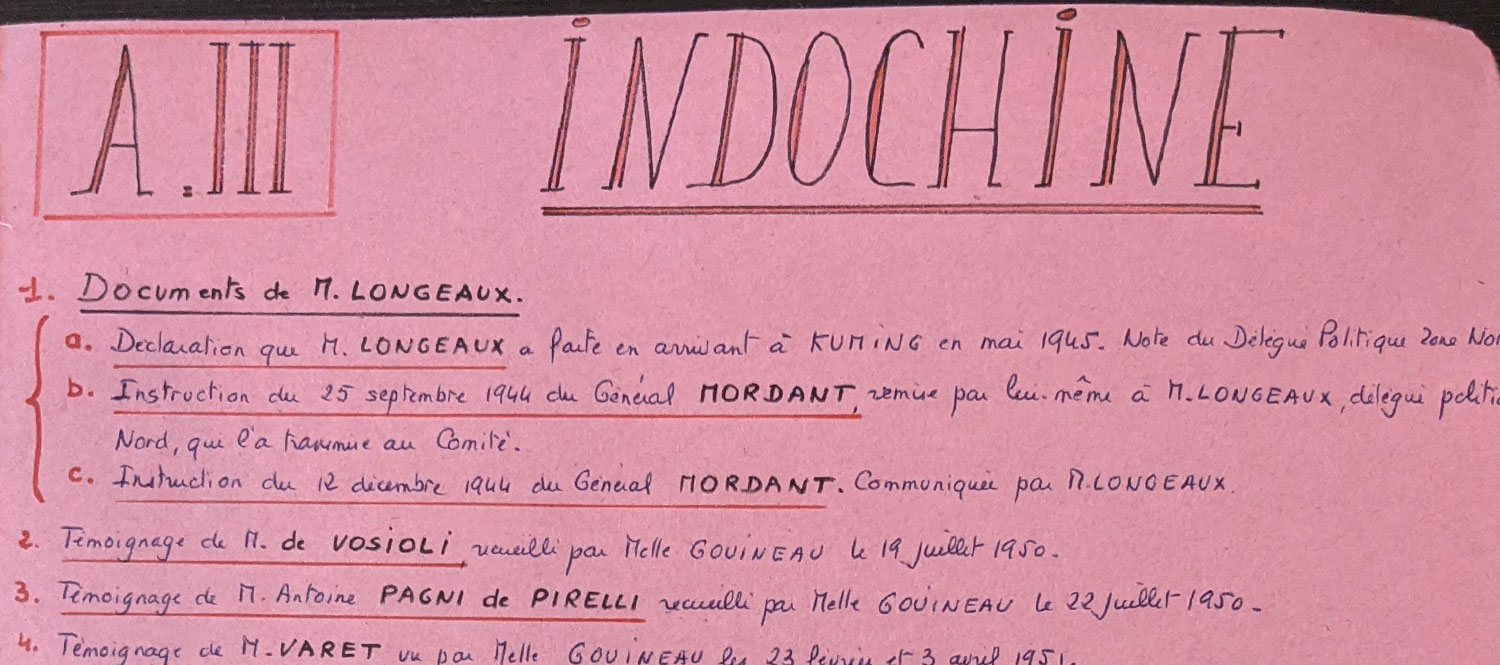 A.III
INDOCHINE
1. Documents de M. LONGEAUX.
a. Declaration que M. LONGEAUX a faite en arrivant à KUMING en mai 1945. Note du Délégué Politique zone
b. Instruction du 25 septembre 1944 du Général MORDANT, remise par lui-même à M. LONGEAUX, délégué
Nord, qui l'a transmise au Comité.
c. Instruction du 12 décembre 1944 du Général MORDANT. Communiquée par M. LONGEAUX.
2. Témoignage de M. de VOSIOLI, recueilli par Melle GOUINEAU le 19 juillet 1950.
3. Témoignage de M. Antoine PAGNI de PIRELLI recueilli par Melle GOUINEAU le 22 juillet 1950.
4. Témoignage de M. VARET vu par Melle GOUINEAU les 23 février et 3 avril 1951.